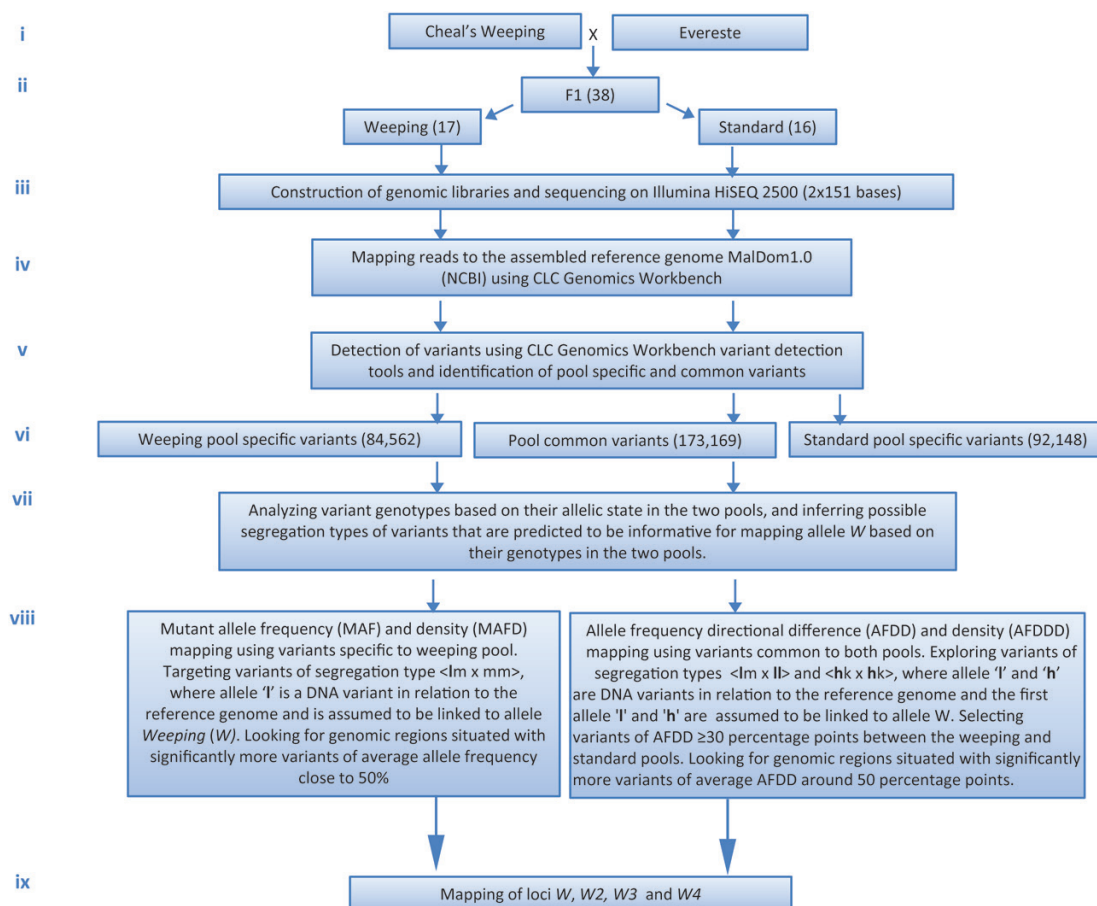 i
Cheal's Weeping
X
Evereste
ii
F1 (38)
Weeping (17)
Standard (16)
iii
Construction of genomic libraries and sequencing on Illumina HiSEQ 2500 (2x151 bases)
iv
Mapping reads to the assembled reference genome MalDom1.0
(NCBI) using CLC Genomics Workbench
v
Detection of variants using CLC Genomics Workbench variant detection
tools and identification of pool specific and common variants
vi
Weeping pool specific variants (84,562)
Pool common variants (173,169)
Standard pool specific variants (92,148)
vii
Analyzing variant genotypes based on their allelic state in the two pools, and inferring possible
segregation types of variants that are predicted to be informative for mapping allele W based on
their genotypes in the two pools.
viii
Mutant allele frequency (MAF) and density (MAFD)
mapping using variants specific to weeping pool.
Targeting variants of segregation type <lm x mm>,
where allele 'l' is a DNA variant in relation to the
reference genome and is assumed to be linked to allele
Weeping (W). Looking for genomic regions situated with
significantly more variants of average allele frequency
close to 50%
Allele frequency directional difference (AFDD) and density (AFDDD)
mapping using variants common to both pools. Exploring variants of
segregation types <lm x ll> and <hk x hk>, where allele 'l' and 'h'
are DNA variants in relation to the reference genome and the first
allele 'l' and 'h' are assumed to be linked to allele W. Selecting
variants of AFDD ≥30 percentage points between the weeping and
standard pools. Looking for genomic regions situated with significantly
more variants of average AFDD around 50 percentage points.
ix
Mapping of loci W, W2, W3 and W4